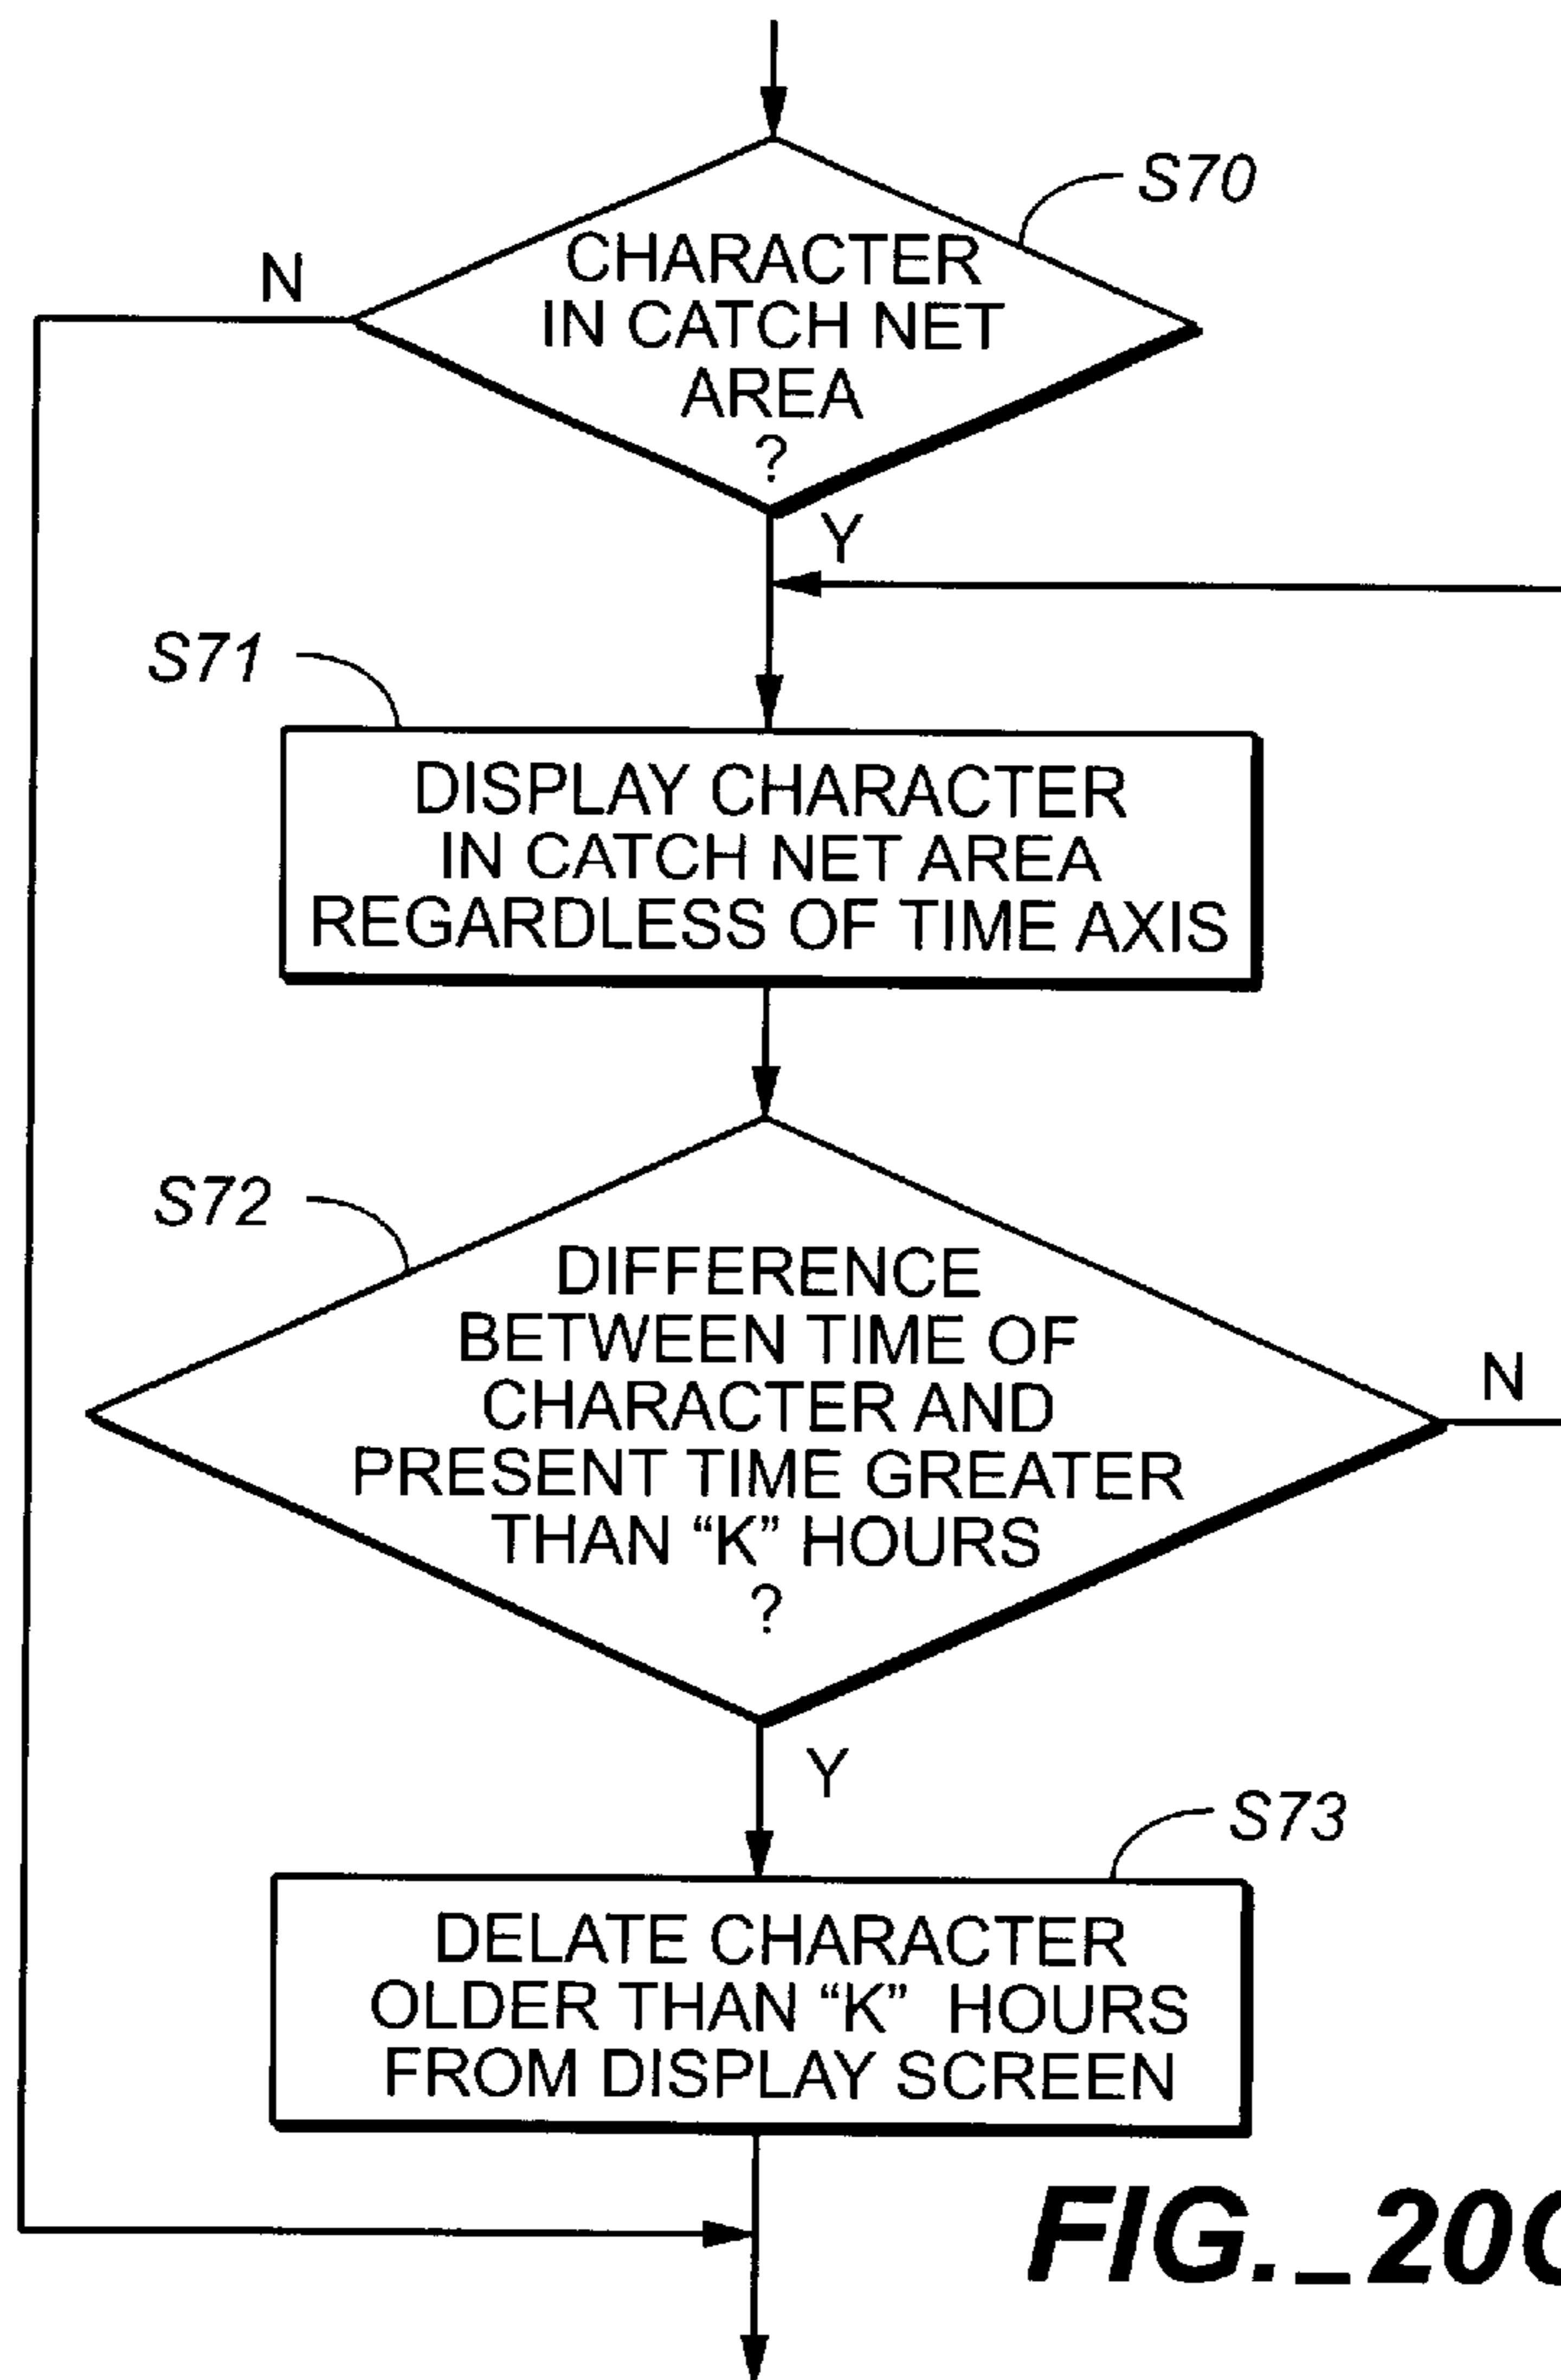 S70
N
CHARACTER
IN CATCH NET
AREA
?
Y
S71
DISPLAY CHARACTER
IN CATCH NET AREA
REGARDLESS OF TIME AXIS
S72
DIFFERENCE
BETWEEN TIME OF
CHARACTER AND
PRESENT TIME GREATER
THAN “K” HOURS
?
N
Y
S73
DELATE CHARACTER
OLDER THAN “K” HOURS
FROM DISPLAY SCREEN
FIG._20